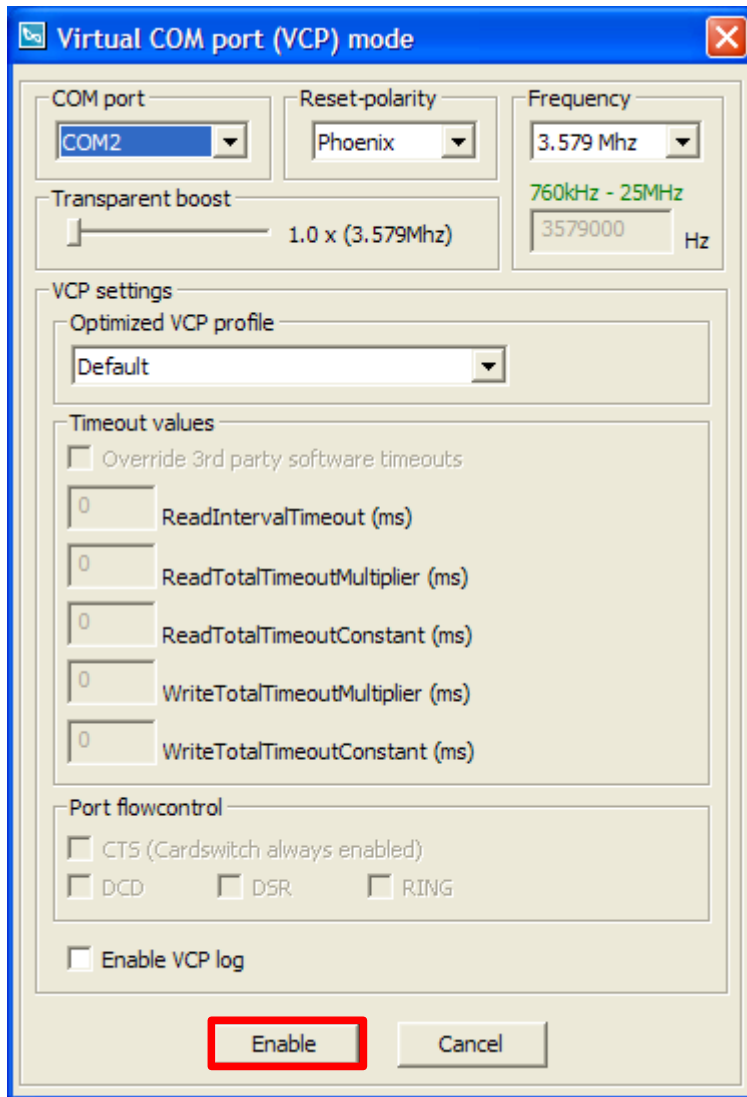 Virtual COM port (VCP) mode
COM port
COM2
Reset-polarity
Phoenix
Frequency
3.579 Mhz
760kHz - 25MHz
3579000
Hz
Transparent boost
1.0 x (3.579Mhz)
VCP settings
Optimized VCP profile
Default
Timeout values
Override 3rd party software timeouts
0 ReadIntervalTimeout (ms)
0 ReadTotalTimeoutMultiplier (ms)
0 ReadTotalTimeoutConstant (ms)
0 WriteTotalTimeoutMultiplier (ms)
0 WriteTotalTimeoutConstant (ms)
Port flowcontrol
CTS (Cardswitch always enabled)
DCD DSR RING
Enable VCP log
Enable Cancel